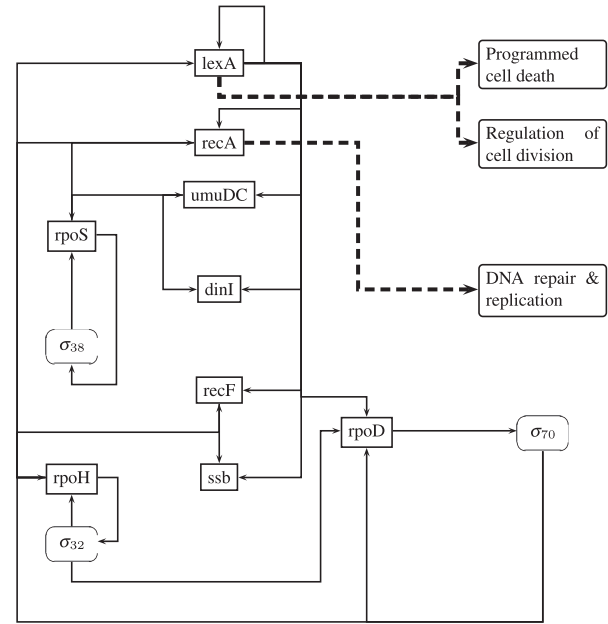 lexA
Programmed
cell death
recA
Regulation of
cell division
umuDC
rpoS
dinI
DNA repair &
replication
σ38
recF
rpoD
σ70
rpoH
ssb
σ32